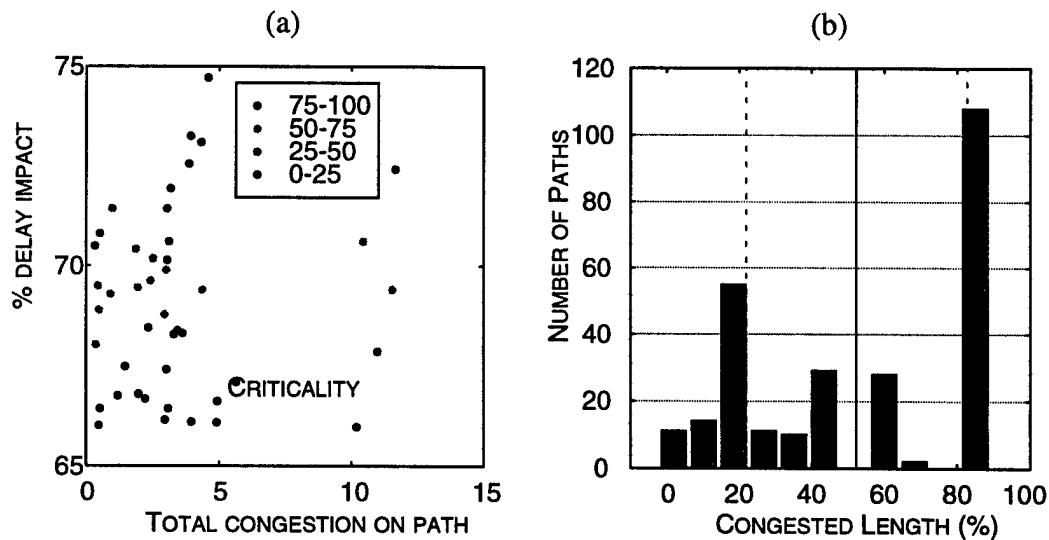 (a)
75
70
65
% DELAY IMPACT
75-100
50-75
25-50
0-25
CRITICALITY
0 5 10 15
TOTAL CONGESTION ON PATH
(b)
120
100
80
60
40
20
0
NUMBER OF PATHS
0 20 40 60 80 100
CONGESTED LENGTH (%)